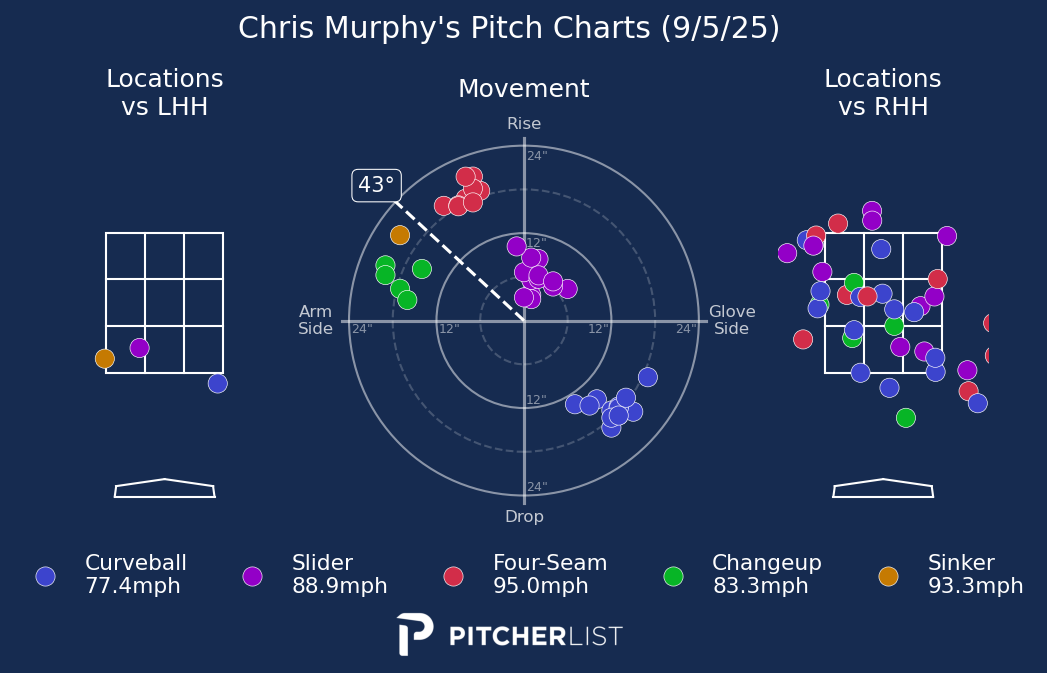 Chris Murphy's Pitch Charts (9/5/25)
Locations
vs LHH
Movement
Locations
vs RHH
Rise
24"
43°
12"
Arm
Side
24"
12"
12"
24"
Glove
Side
12"
24"
Drop
Curveball
77.4mph
Slider
88.9mph
Four-Seam
95.0mph
Changeup
83.3mph
Sinker
93.3mph
PITCHERLIST